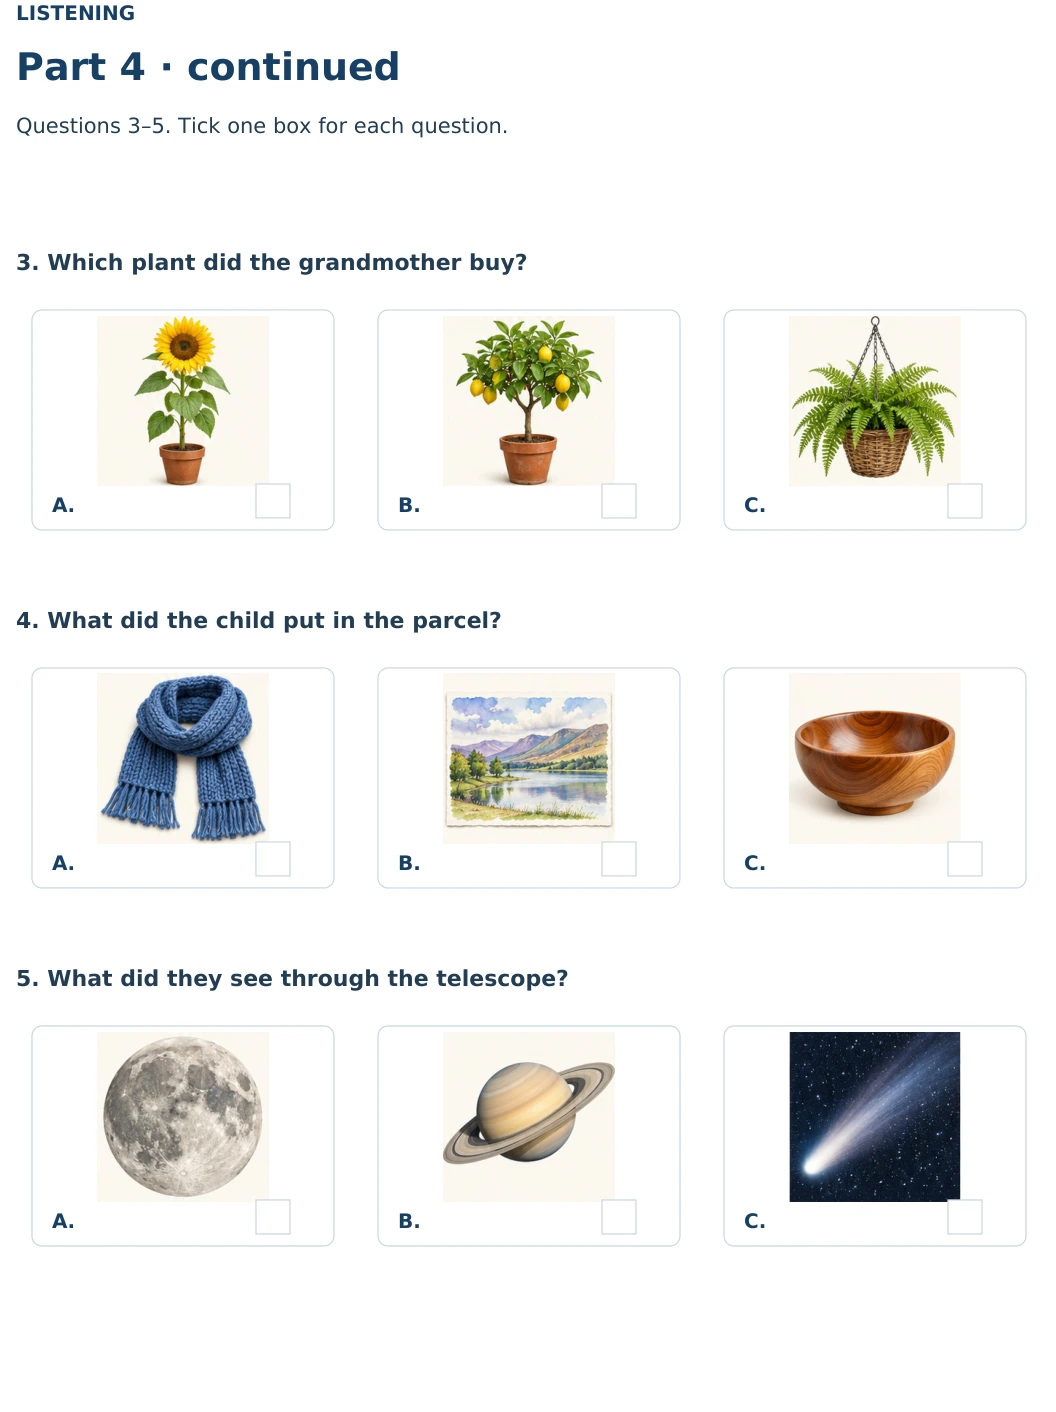 LISTENING
Part 4 · continued
Questions 3–5. Tick one box for each question.
3. Which plant did the grandmother buy?
A.
B.
C.
4. What did the child put in the parcel?
A.
B.
C.
5. What did they see through the telescope?
A.
B.
C.